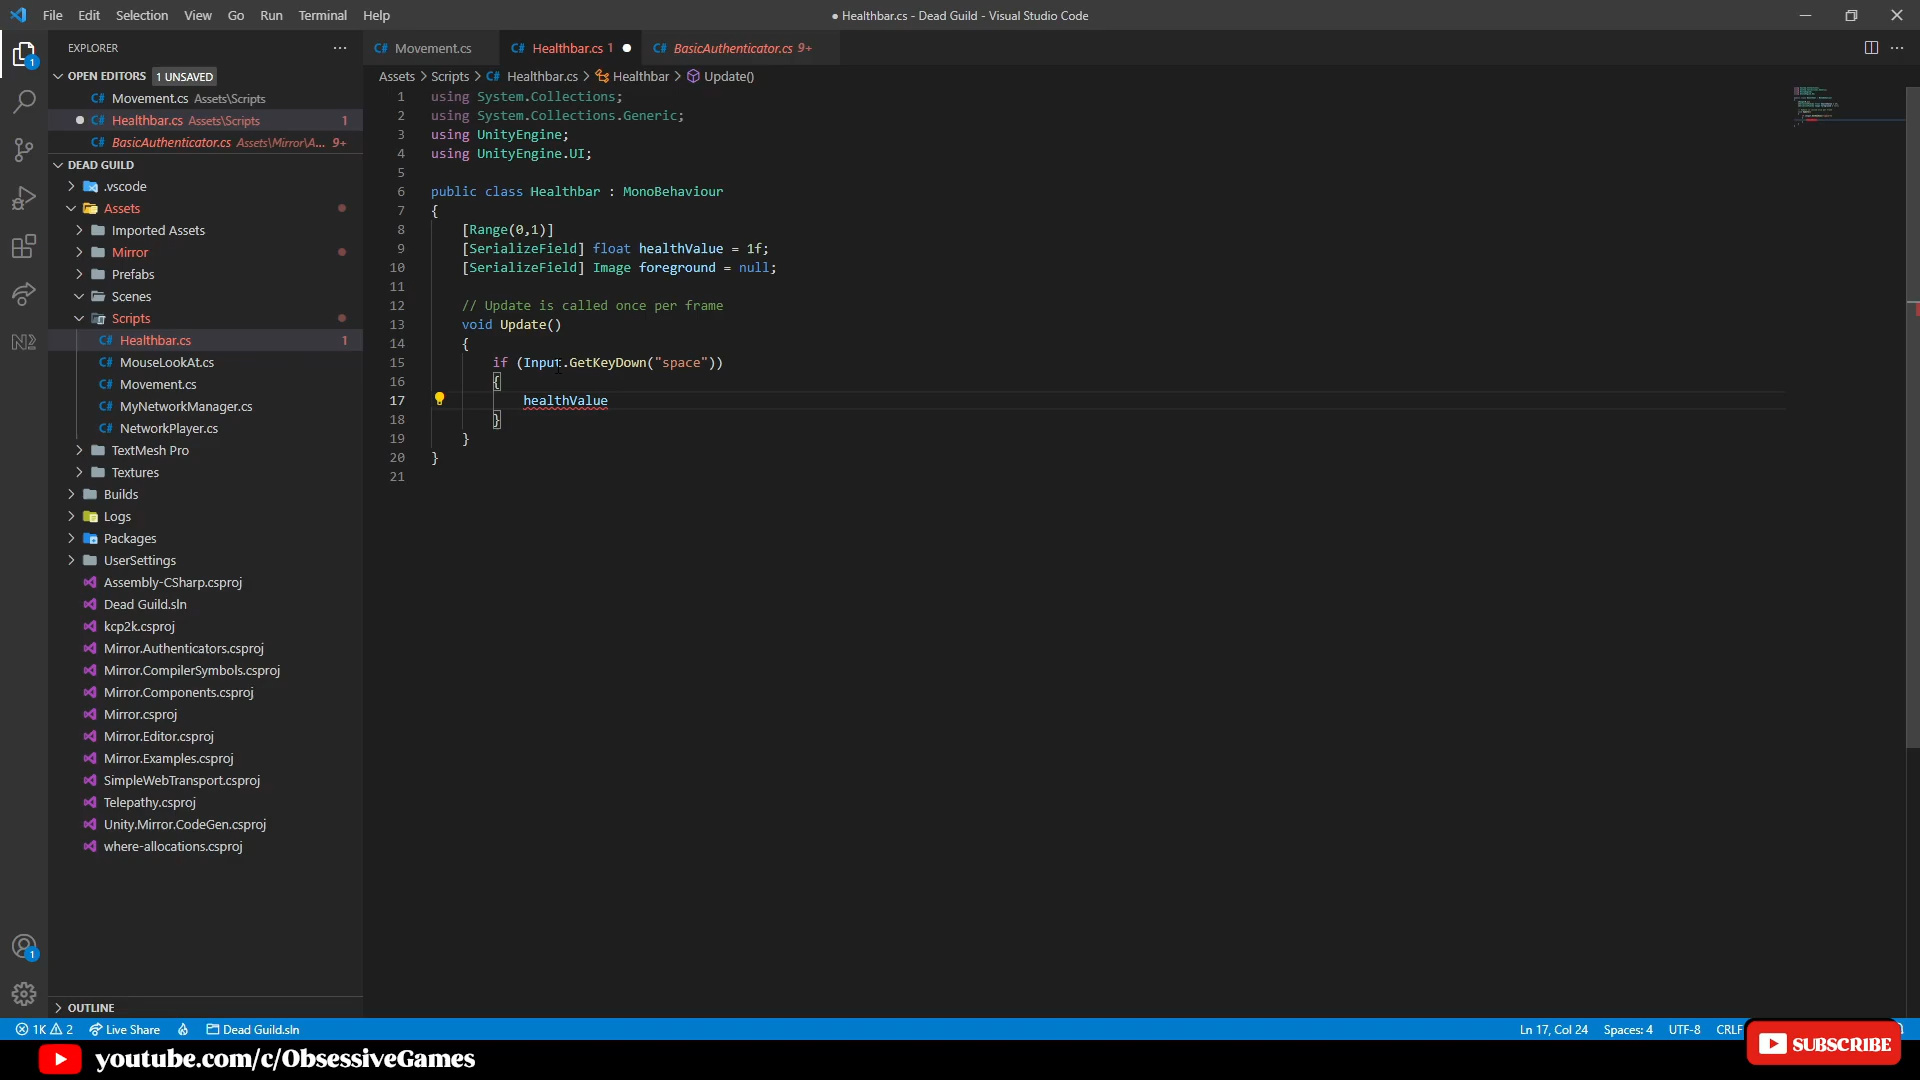 File Edit Selection View Go Run Terminal Help
● Healthbar.cs - Dead Guild - Visual Studio Code
EXPLORER
OPEN EDITORS 1 UNSAVED
C# Movement.cs Assets\Scripts
C# Healthbar.cs Assets\Scripts 1
C# BasicAuthenticator.cs Assets\Mirror\A... 9+
DEAD GUILD
.vscode
Assets
Imported Assets
Mirror
Prefabs
Scenes
Scripts
C# Healthbar.cs 1
C# MouseLookAt.cs
C# Movement.cs
C# MyNetworkManager.cs
C# NetworkPlayer.cs
TextMesh Pro
Textures
Builds
Logs
Packages
UserSettings
Assembly-CSharp.csproj
Dead Guild.sln
kcp2k.csproj
Mirror.Authenticators.csproj
Mirror.CompilerSymbols.csproj
Mirror.Components.csproj
Mirror.csproj
Mirror.Editor.csproj
Mirror.Examples.csproj
SimpleWebTransport.csproj
Telepathy.csproj
Unity.Mirror.CodeGen.csproj
where-allocations.csproj
OUTLINE
1
1
C# Movement.cs C# Healthbar.cs 1 C# BasicAuthenticator.cs 9+
Assets > Scripts > C# Healthbar.cs > Healthbar > Update()
1 using System.Collections;
2 using System.Collections.Generic;
3 using UnityEngine;
4 using UnityEngine.UI;
5
6 public class Healthbar : MonoBehaviour
7 {
8 [Range(0,1)]
9 [SerializeField] float healthValue = 1f;
10 [SerializeField] Image foreground = null;
11
12 // Update is called once per frame
13 void Update()
14 {
15 if (Input.GetKeyDown("space"))
16 {
17 healthValue
18 }
19 }
20 }
21
1K 2 Live Share Dead Guild.sln
Ln 17, Col 24 Spaces: 4 UTF-8 CRLF
youtube.com/c/ObsessiveGames
SUBSCRIBE